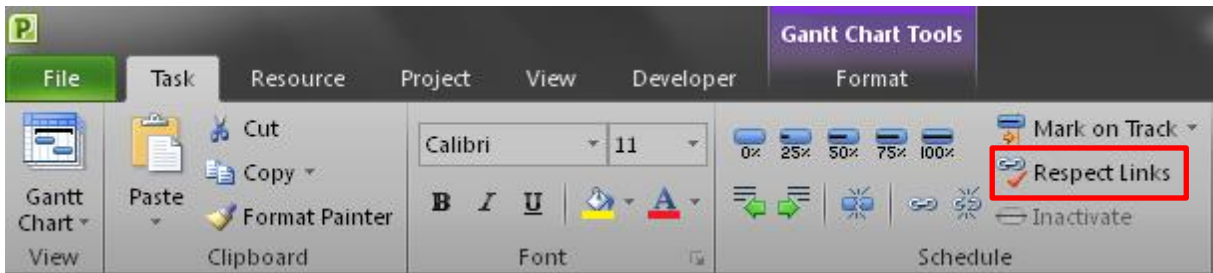 Gantt Chart Tools
File Task Resource Project View Developer Format
Gantt Chart
Paste
Cut
Copy
Format Painter
Calibri 11
B I U A
0% 25% 50% 75% 100%
Mark on Track
Respect Links
Inactivate
View Clipboard Font Schedule